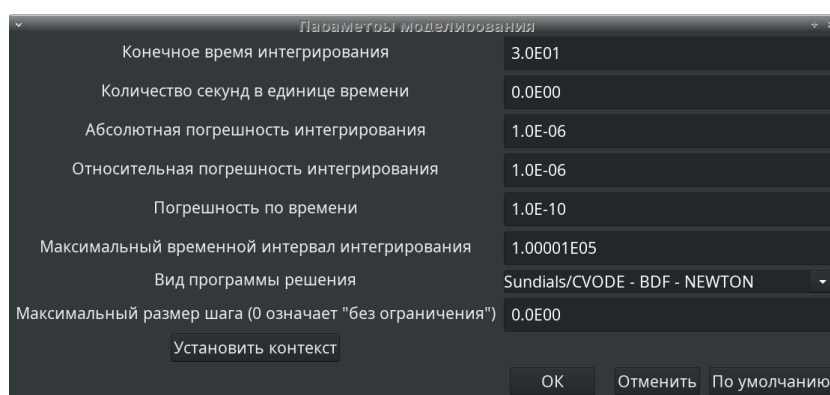 Параметры моделирования
Конечное время интегрирования 3.0E01
Количество секунд в единице времени 0.0E00
Абсолютная погрешность интегрирования 1.0E-06
Относительная погрешность интегрирования 1.0E-06
Погрешность по времени 1.0E-10
Максимальный временной интервал интегрирования 1.00001E05
Вид программы решения Sundials/CVODE - BDF - NEWTON
Максимальный размер шага (0 означает "без ограничения") 0.0E00
Установить контекст
ОК Отменить По умолчанию